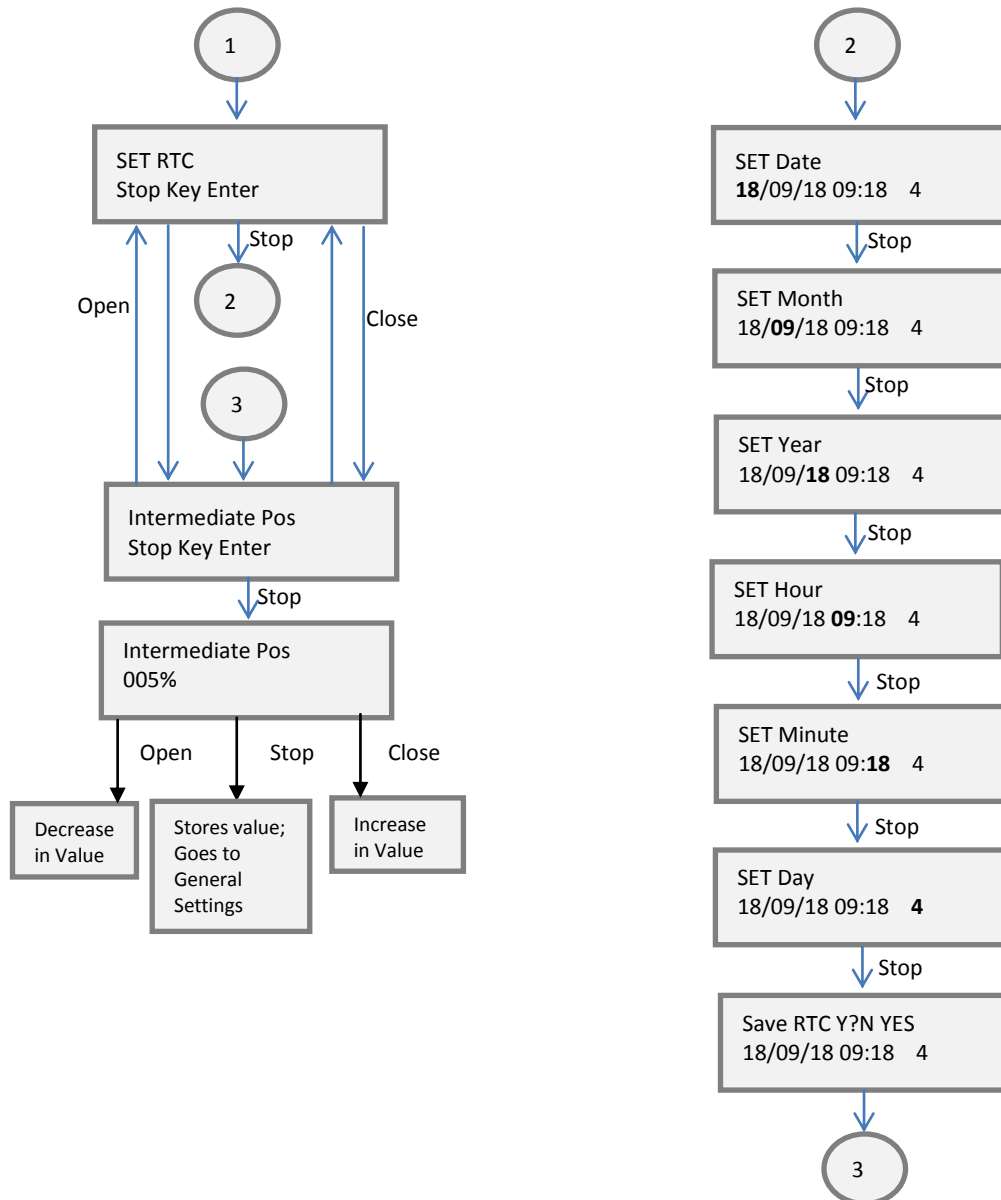 1
SET RTC
Stop Key Enter
Stop
Open
2
Close
3
Intermediate Pos
Stop Key Enter
Stop
Intermediate Pos
005%
Open
Stop
Close
Decrease
in Value
Stores value;
Goes to
General
Settings
Increase
in Value
2
SET Date
18/09/18 09:18 4
Stop
SET Month
18/09/18 09:18 4
Stop
SET Year
18/09/18 09:18 4
Stop
SET Hour
18/09/18 09:18 4
Stop
SET Minute
18/09/18 09:18 4
Stop
SET Day
18/09/18 09:18 4
Stop
Save RTC Y?N YES
18/09/18 09:18 4
3